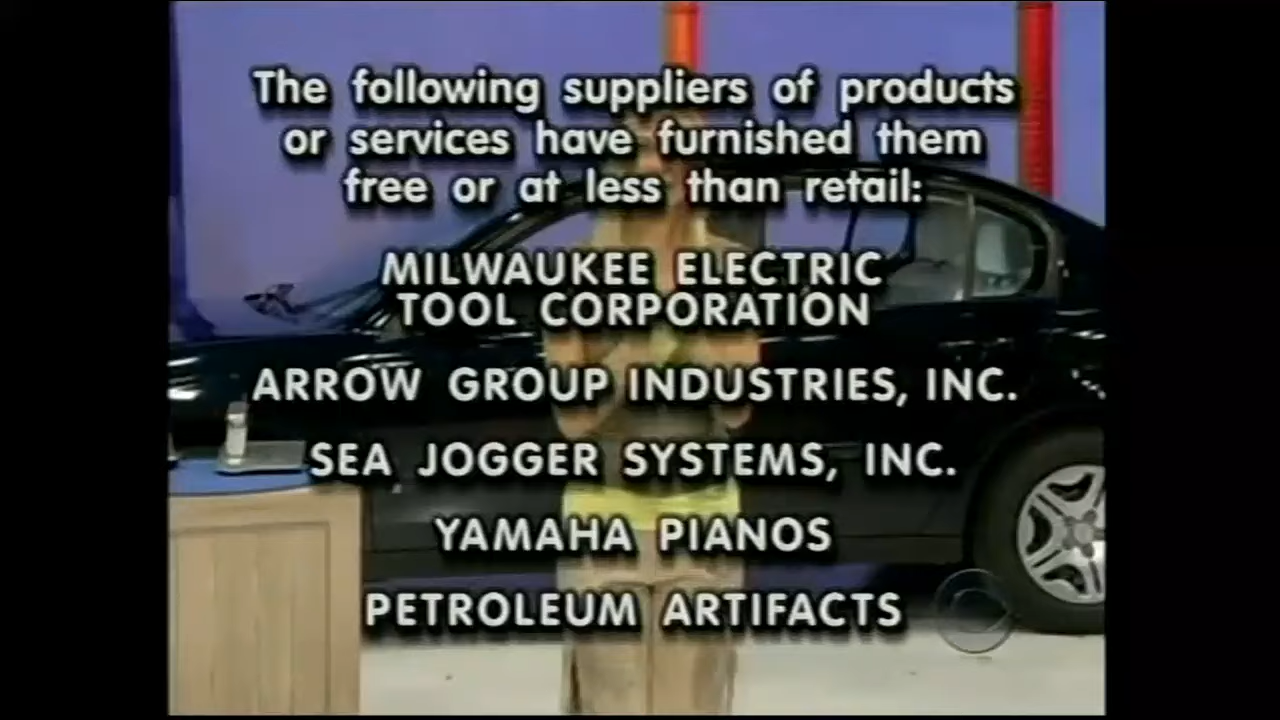 The following suppliers of products
or services have furnished them
free or at less than retail:
MILWAUKEE ELECTRIC
TOOL CORPORATION
ARROW GROUP INDUSTRIES, INC.
SEA JOGGER SYSTEMS, INC.
YAMAHA PIANOS
PETROLEUM ARTIFACTS